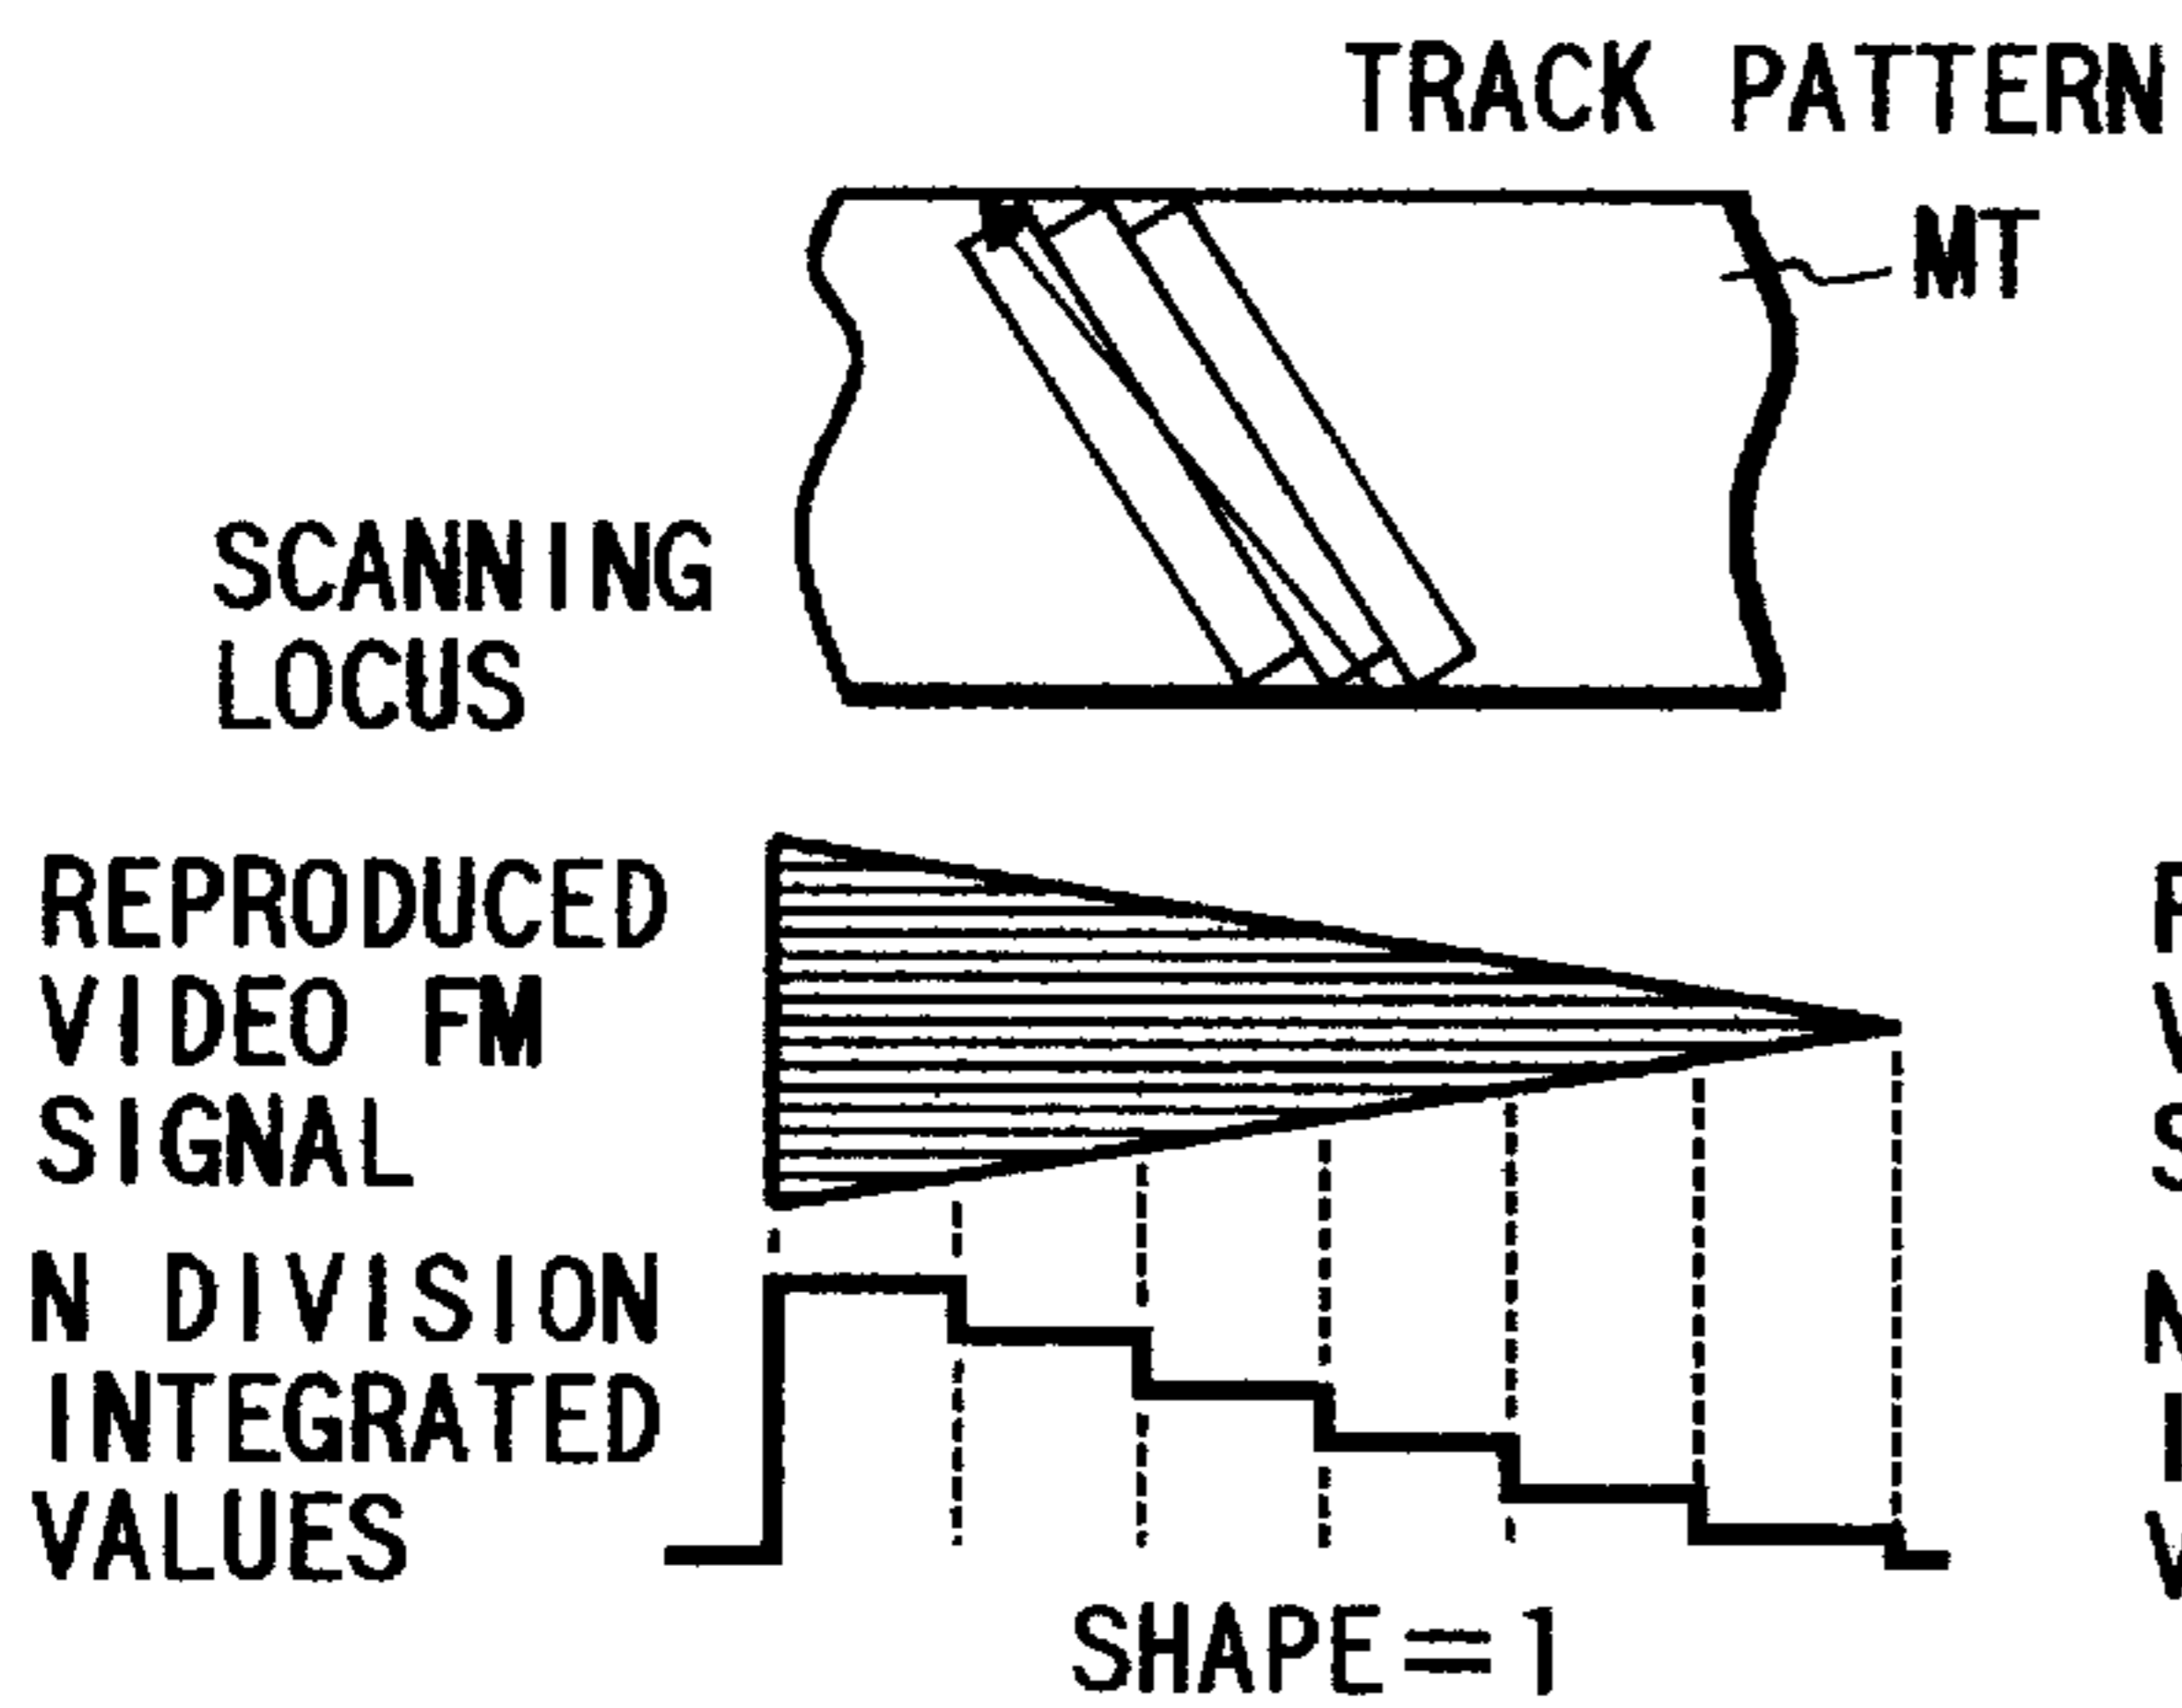 TRACK PATTERN
MT
SCANNING
LOCUS
REPRODUCED
VIDEO FM
SIGNAL
N DIVISION
INTEGRATED
VALUES
SHAPE=1